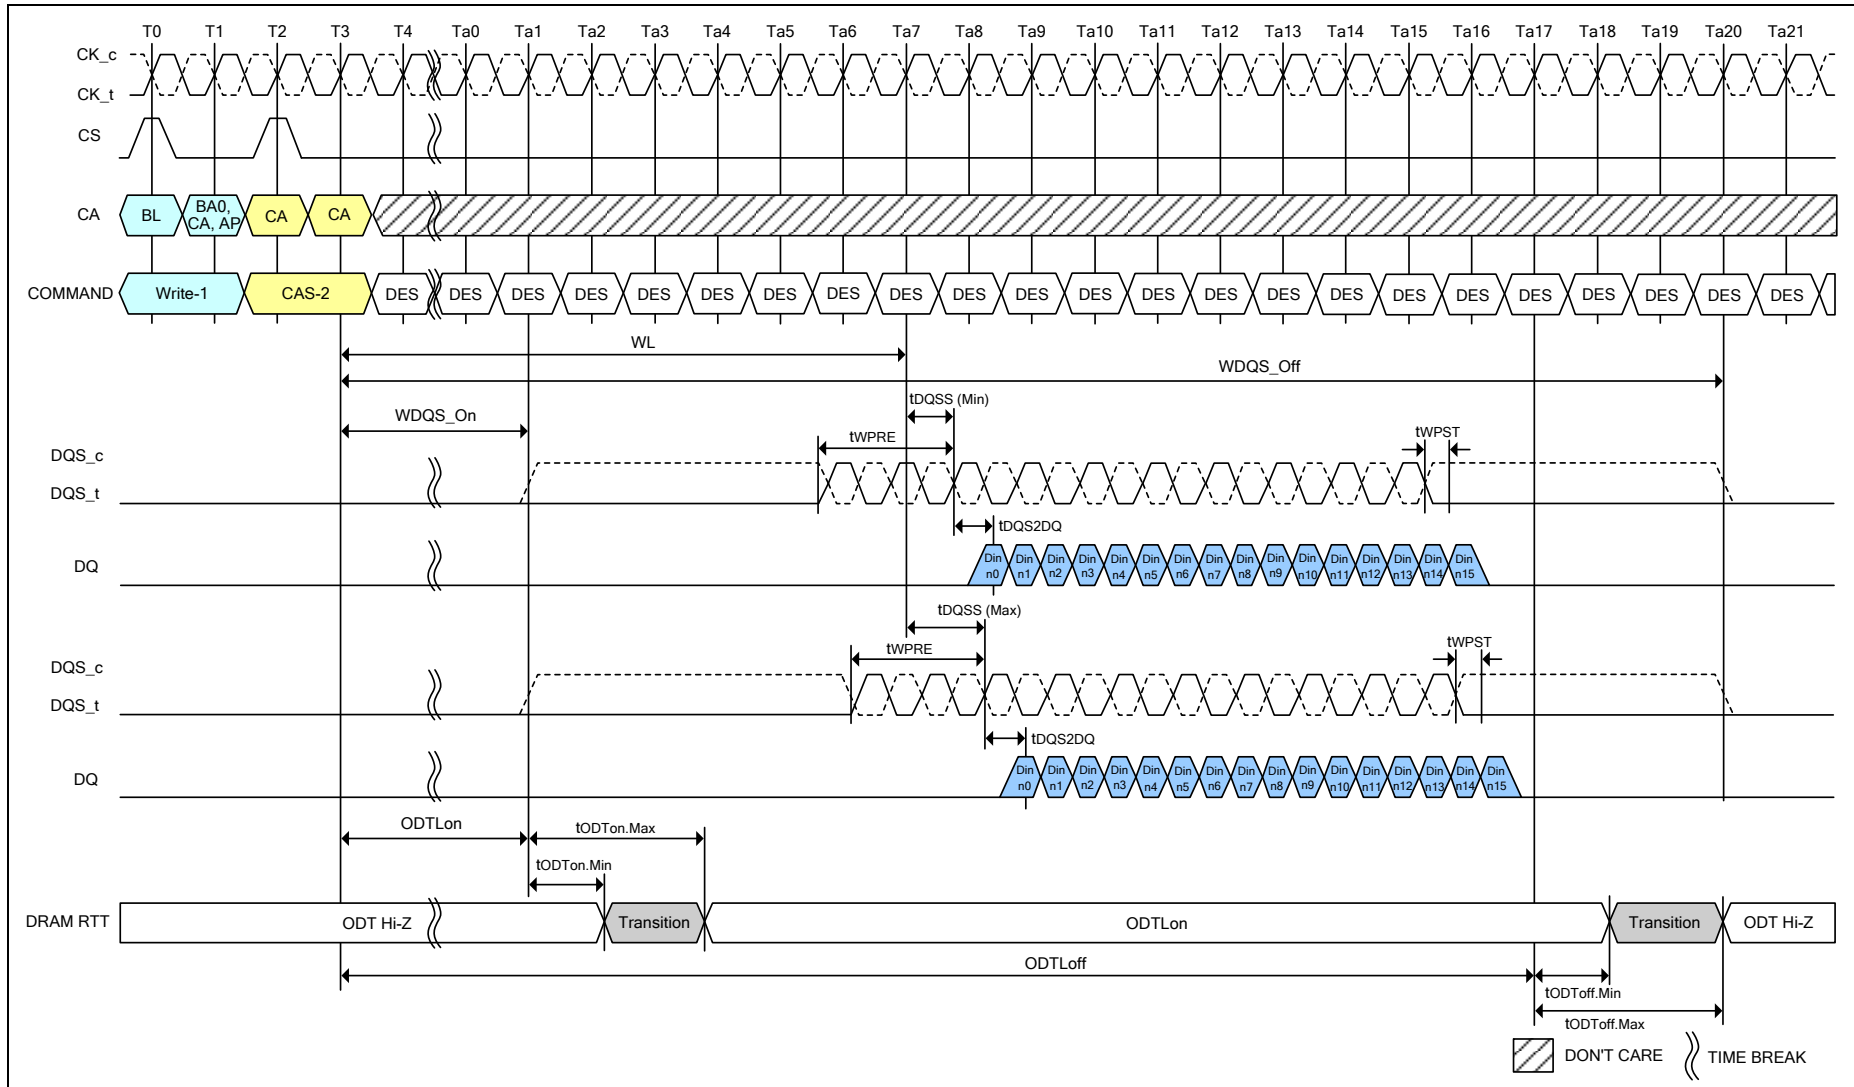 T0 T1 T2 T3 T4 Ta0 Ta1 Ta2 Ta3 Ta4 Ta5 Ta6 Ta7 Ta8 Ta9 Ta10 Ta11 Ta12 Ta13 Ta14 Ta15 Ta16 Ta17 Ta18 Ta19 Ta20 Ta21
CK_c
CK_t
CS
CA BL BA0, CA, AP CA CA
COMMAND Write-1 CAS-2 DES DES DES DES DES DES DES DES DES DES DES DES DES DES DES DES DES DES DES DES DES DES DES
WL
WDQS_Off
tDQSS (Min)
WDQS_On
tWPRE tWPST
DQS_c
DQS_t
tDQS2DQ
DQ Din n0 Din n1 Din n2 Din n3 Din n4 Din n5 Din n6 Din n7 Din n8 Din n9 Din n10 Din n11 Din n12 Din n13 Din n14 Din n15
tDQSS (Max)
tWPRE tWPST
DQS_c
DQS_t
tDQS2DQ
DQ Din n0 Din n1 Din n2 Din n3 Din n4 Din n5 Din n6 Din n7 Din n8 Din n9 Din n10 Din n11 Din n12 Din n13 Din n14 Din n15
ODTLon tODTon.Max
tODTon.Min
DRAM RTT ODT Hi-Z Transition ODTLon Transition ODT Hi-Z
ODTLoff
tODToff.Min
tODToff.Max
DON'T CARE TIME BREAK